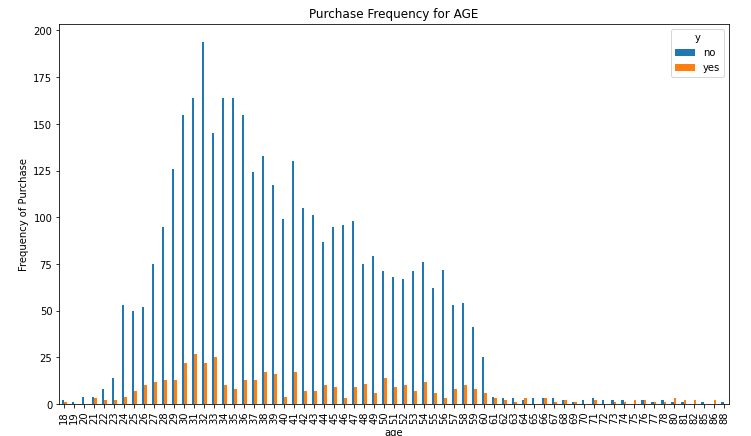 Purchase Frequency for AGE
y
no
yes
200
175
150
125
100
75
50
25
0
Frequency of Purchase
18 19 20 21 22 23 24 25 26 27 28 29 30 31 32 33 34 35 36 37 38 39 40 41 42 43 44 45 46 47 48 49 50 51 52 53 54 55 56 57 58 59 60 61 62 63 64 65 66 67 68 69 70 71 72 73 74 75 76 77 78 80 81 82 85 86 88
age